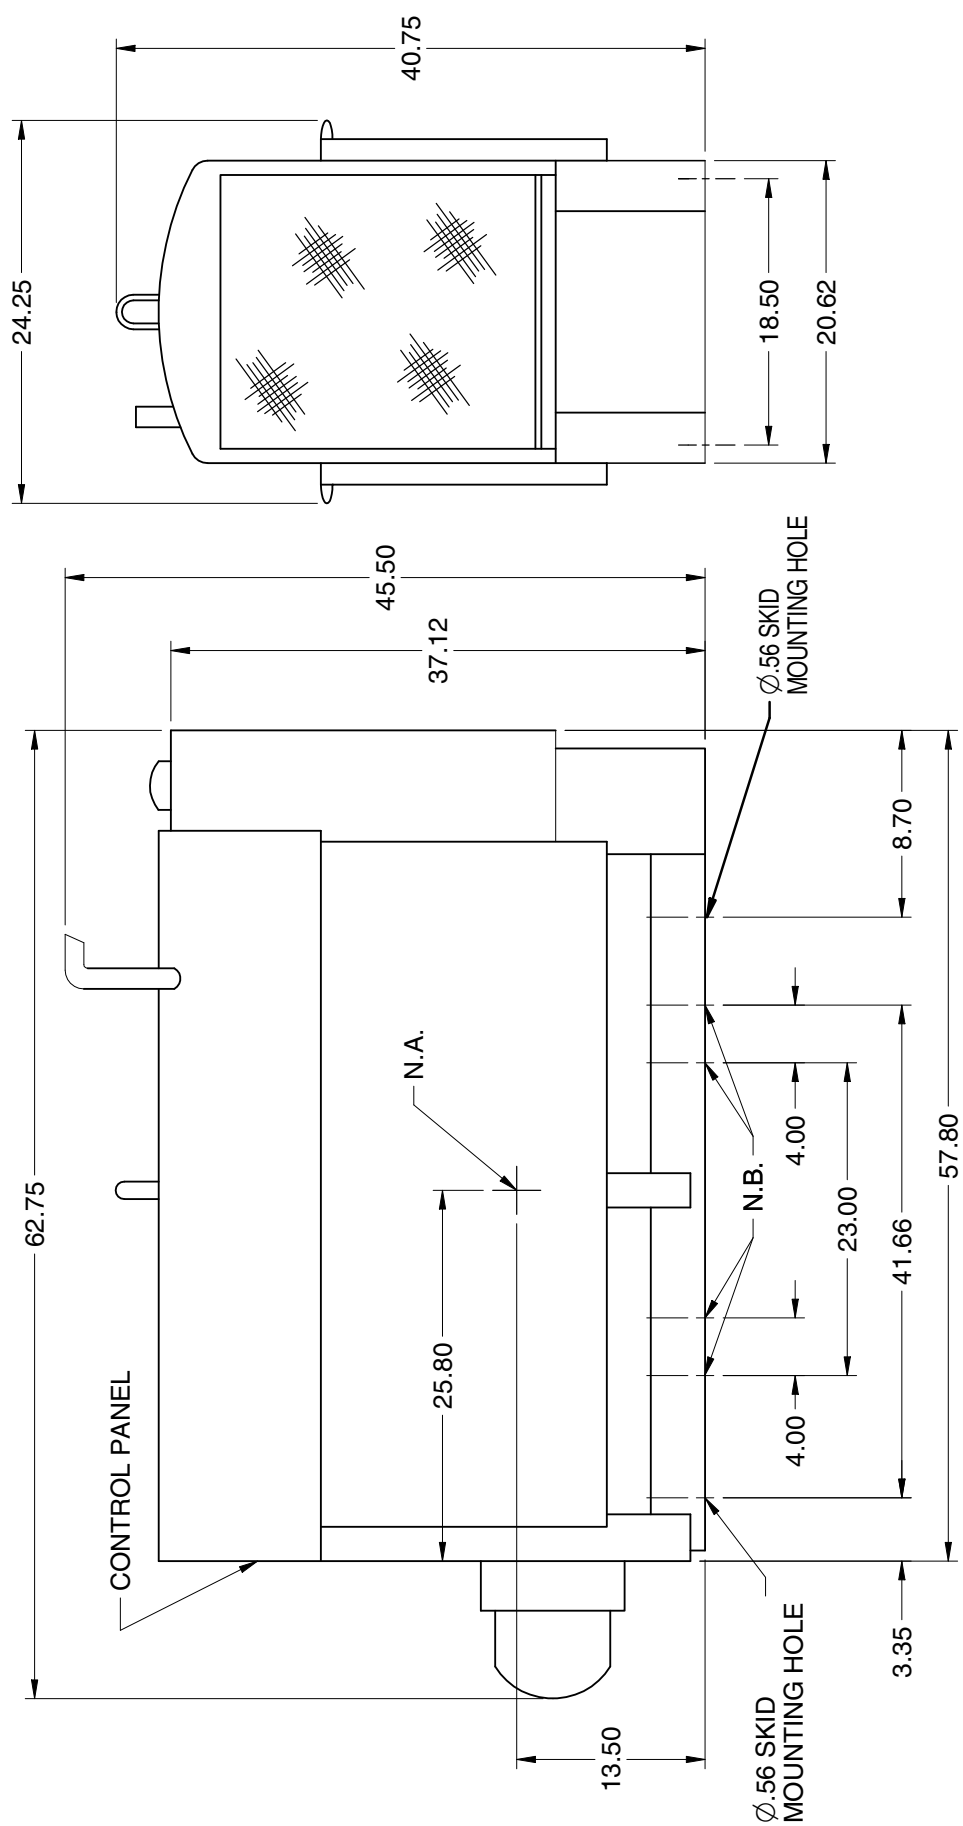 CONTROL PANEL
62.75
45.50
37.12
25.80
N.A.
13.50
Ø.56 SKID
MOUNTING HOLE
3.35
4.00
23.00
41.66
57.80
N.B.
4.00
8.70
Ø.56 SKID
MOUNTING HOLE
24.25
40.75
18.50
20.62